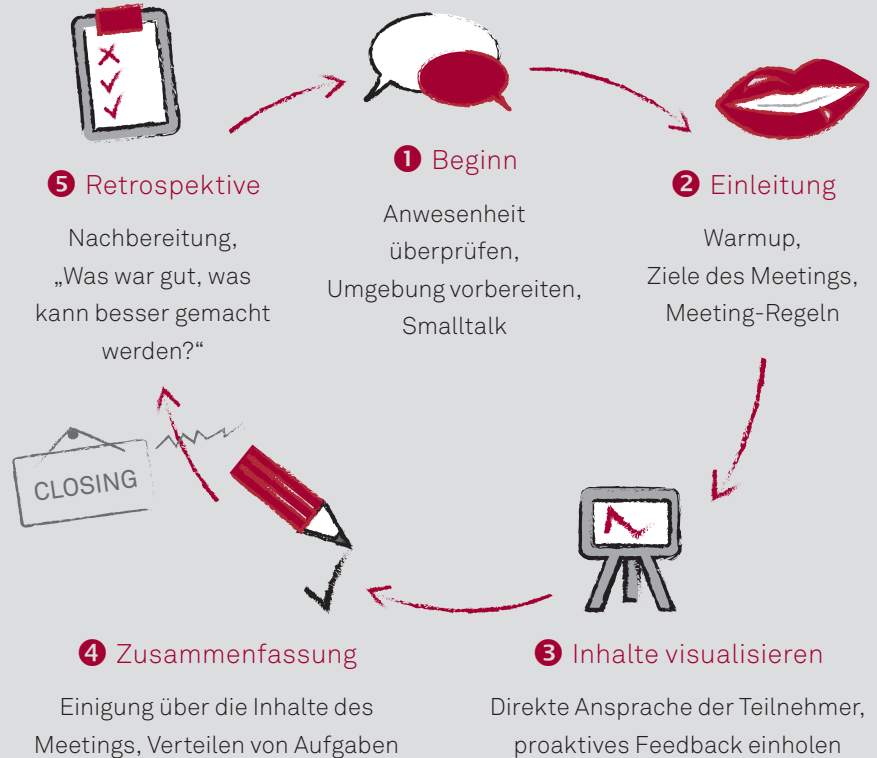 ❶ Beginn
Anwesenheit
überprüfen,
Umgebung vorbereiten,
Smalltalk
❷ Einleitung
Warmup,
Ziele des Meetings,
Meeting-Regeln
❸ Inhalte visualisieren
Direkte Ansprache der Teilnehmer,
proaktives Feedback einholen
❹ Zusammenfassung
Einigung über die Inhalte des
Meetings, Verteilen von Aufgaben
CLOSING
❺ Retrospektive
Nachbereitung,
„Was war gut, was
kann besser gemacht
werden?“